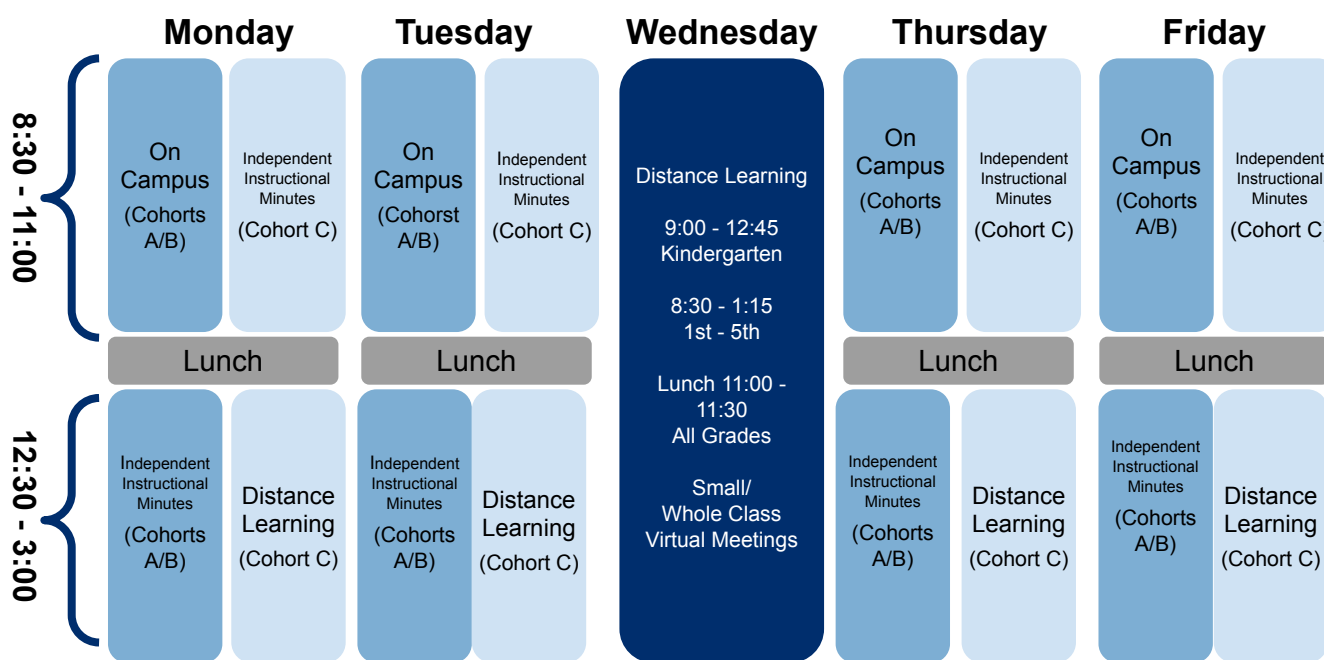 Monday
Tuesday
Wednesday
Thursday
Friday
8:30 - 11:00
On
Campus
(Cohorts
A/B)
Independent
Instructional
Minutes
(Cohort C)
On
Campus
(Cohorst
A/B)
Independent
Instructional
Minutes
(Cohort C)
Distance Learning
9:00 - 12:45
Kindergarten
8:30 - 1:15
1st - 5th
Lunch 11:00 -
11:30
All Grades
Small/
Whole Class
Virtual Meetings
On
Campus
(Cohorts
A/B)
Independent
Instructional
Minutes
(Cohort C)
On
Campus
(Cohorts
A/B)
Independent
Instructional
Minutes
(Cohort C)
Lunch
Lunch
Lunch
Lunch
12:30 - 3:00
Independent
Instructional
Minutes
(Cohorts
A/B)
Distance
Learning
(Cohort C)
Independent
Instructional
Minutes
(Cohorts
A/B)
Distance
Learning
(Cohort C)
Independent
Instructional
Minutes
(Cohorts
A/B)
Distance
Learning
(Cohort C)
Independent
Instructional
Minutes
(Cohorts
A/B)
Distance
Learning
(Cohort C)